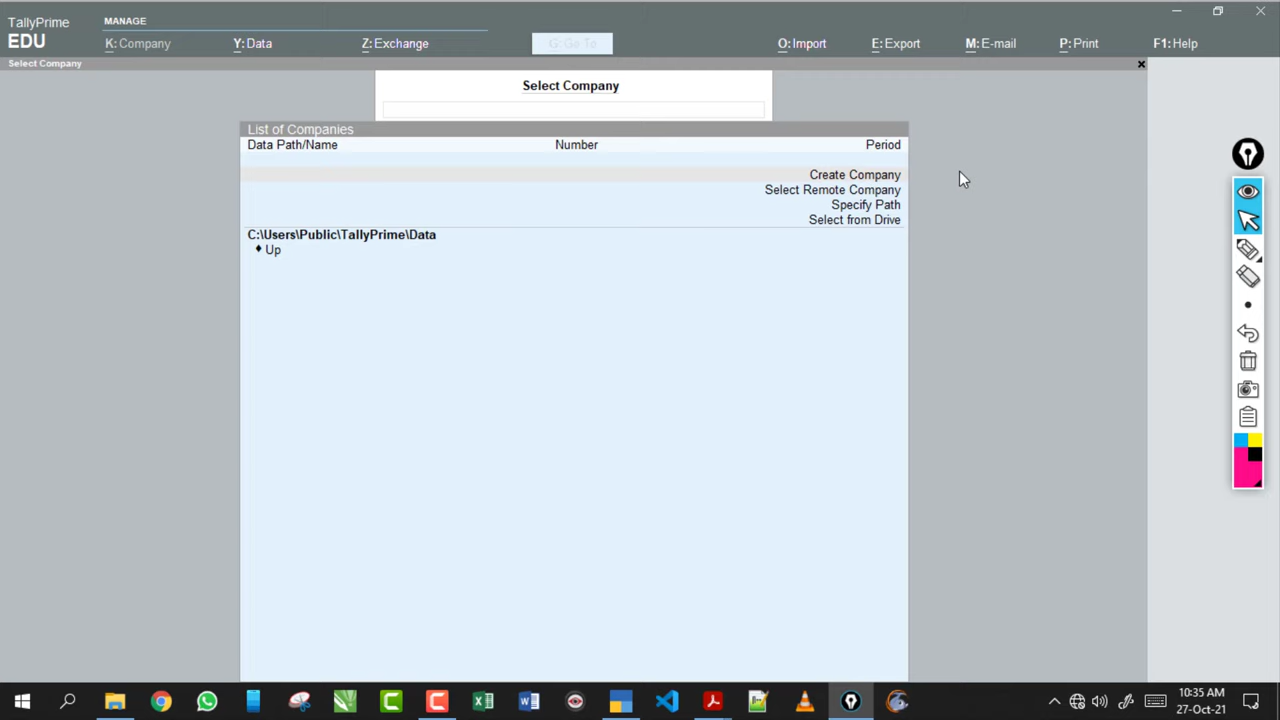 TallyPrime
MANAGE
EDU
K: Company
Y: Data
Z: Exchange
G: Go To
O: Import
E: Export
M: E-mail
P: Print
F1: Help
Select Company
Select Company
List of Companies
Data Path/Name
Number
Period
Create Company
Select Remote Company
Specify Path
Select from Drive
C:\Users\Public\TallyPrime\Data
♦ Up
10:35 AM
27-Oct-21